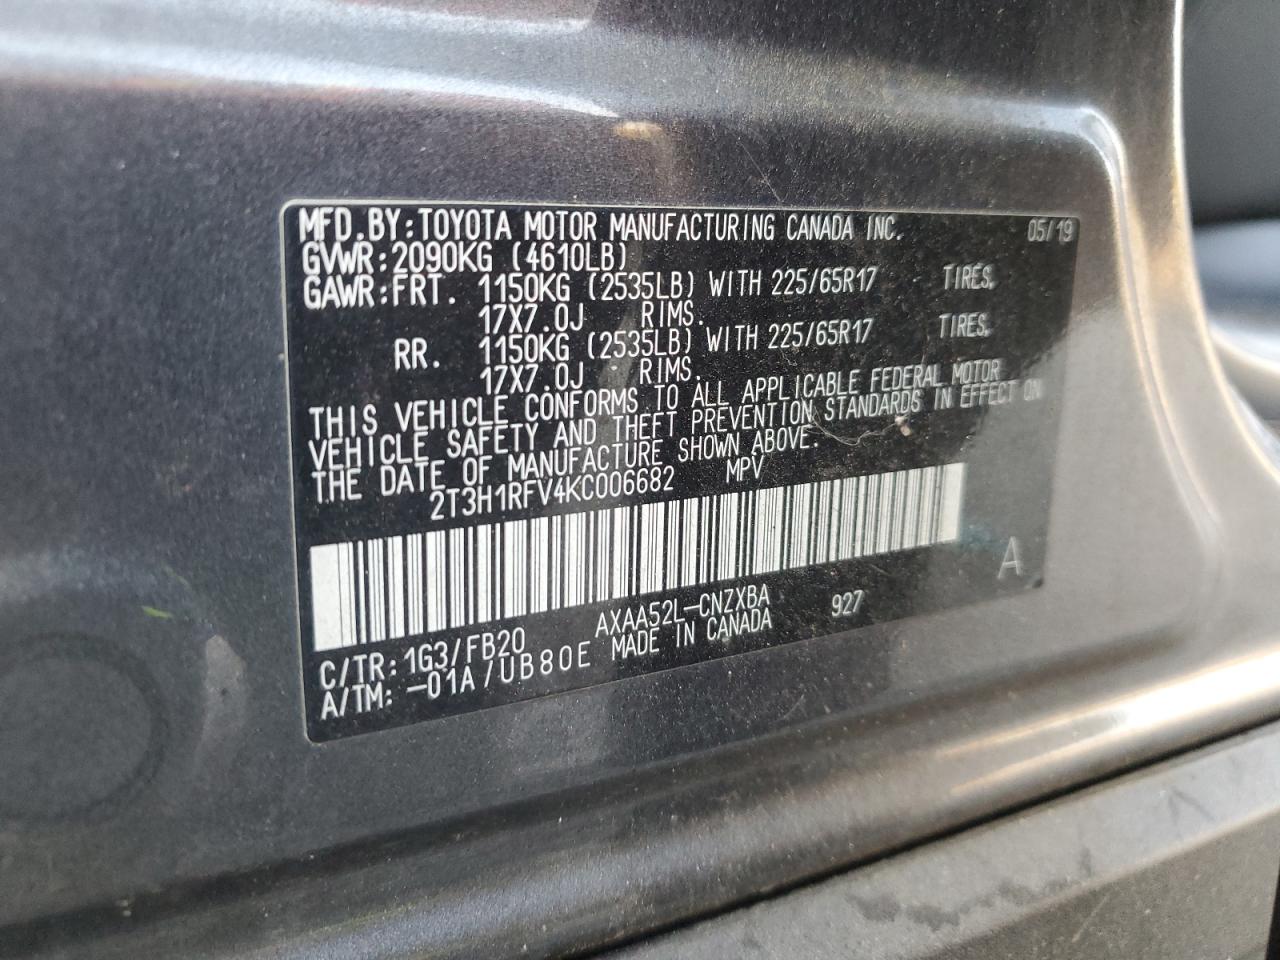 MFD.BY:TOYOTA MOTOR MANUFACTURING CANADA INC. 05/19
GVWR:2090KG (4610LB)
GAWR:FRT. 1150KG (2535LB) WITH 225/65R17 TIRES,
17X7.0J RIMS.
RR. 1150KG (2535LB) WITH 225/65R17 TIRES,
17X7.0J RIMS.
THIS VEHICLE CONFORMS TO ALL APPLICABLE FEDERAL MOTOR
VEHICLE SAFETY AND THEFT PREVENTION STANDARDS IN EFFECT ON
THE DATE OF MANUFACTURE SHOWN ABOVE.
2T3H1RFV4KC006682 MPV
A
C/TR: 1G3/FB20 AXAA52L-CNZXBA 927
A/TM: -01A/UB80E MADE IN CANADA